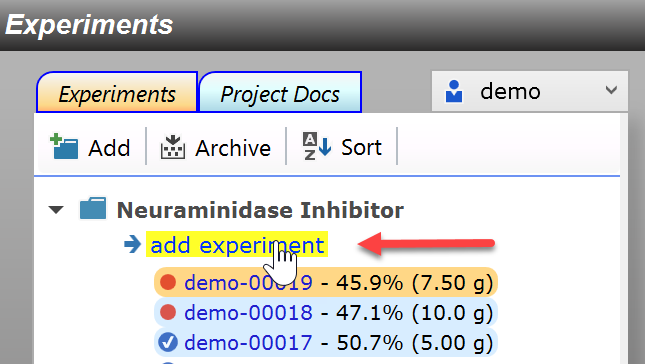 Experiments
Experiments Project Docs demo
Add Archive AZ Sort
Neuraminidase Inhibitor
add experiment
demo-00019 - 45.9% (7.50 g)
demo-00018 - 47.1% (10.0 g)
demo-00017 - 50.7% (5.00 g)